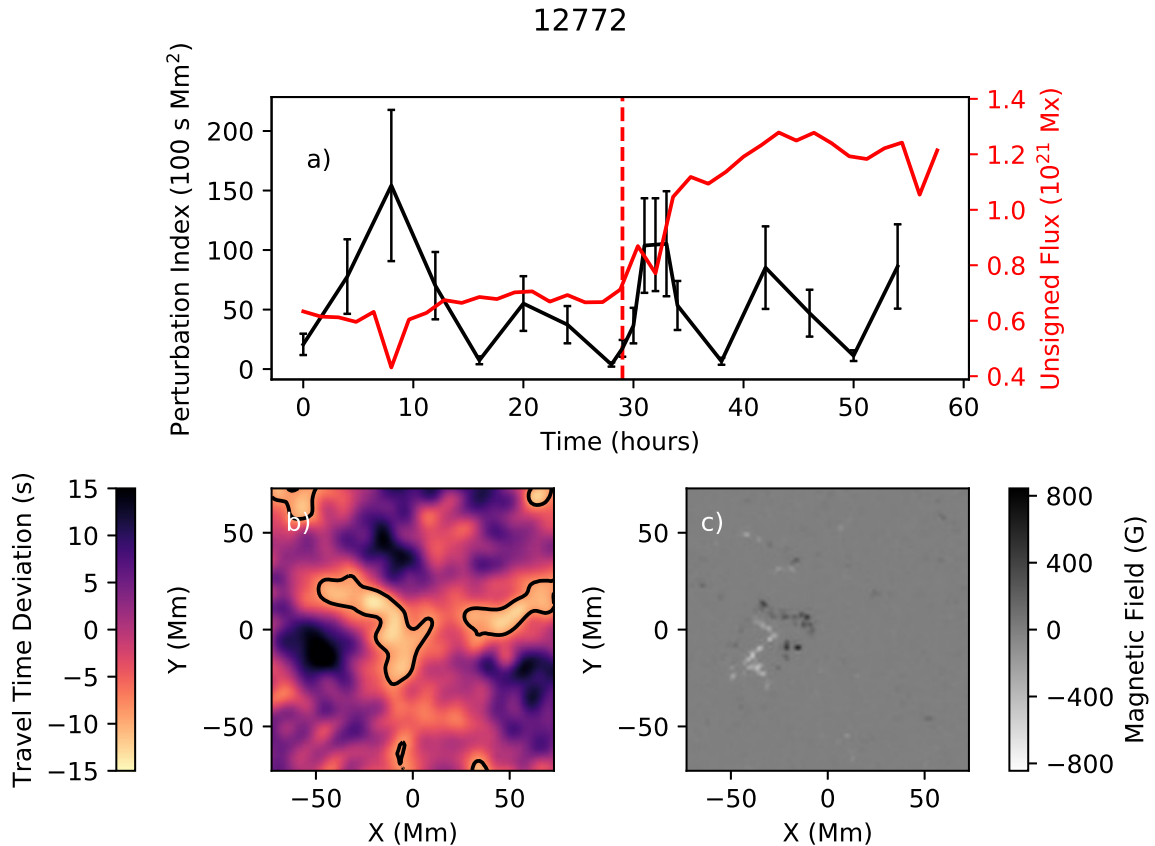 12772
Perturbation Index (100 s Mm²)
200
150
100
50
0
a)
1.4
1.2
1.0
0.8
0.6
0.4
Unsigned Flux (10²¹ Mx)
0 10 20 30 40 50 60
Time (hours)
Travel Time Deviation (s)
15
10
5
0
−5
−10
−15
Y (Mm)
50
0
−50
b)
−50 0 50
X (Mm)
Y (Mm)
50
0
−50
c)
−50 0 50
X (Mm)
800
400
0
−400
−800
Magnetic Field (G)